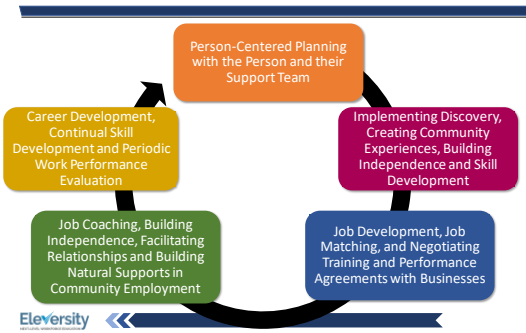 Person-Centered Planning
with the Person and their
Support Team
Implementing Discovery,
Creating Community
Experiences, Building
Independence and Skill
Development
Job Development, Job
Matching, and Negotiating
Training and Performance
Agreements with Businesses
Job Coaching, Building
Independence, Facilitating
Relationships and Building
Natural Supports in
Community Employment
Career Development,
Continual Skill
Development and Periodic
Work Performance
Evaluation
Eleversity